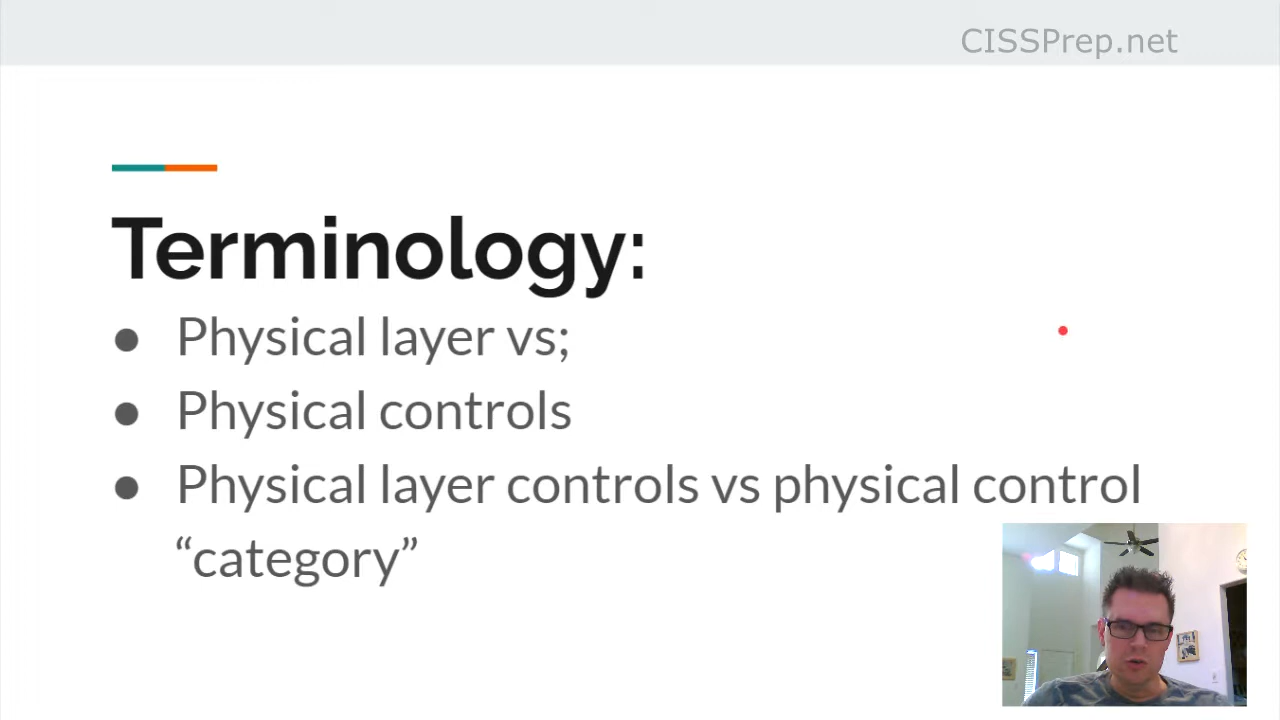 CISSPrep.net
Terminology:
● Physical layer vs;
● Physical controls
● Physical layer controls vs physical control
“category”